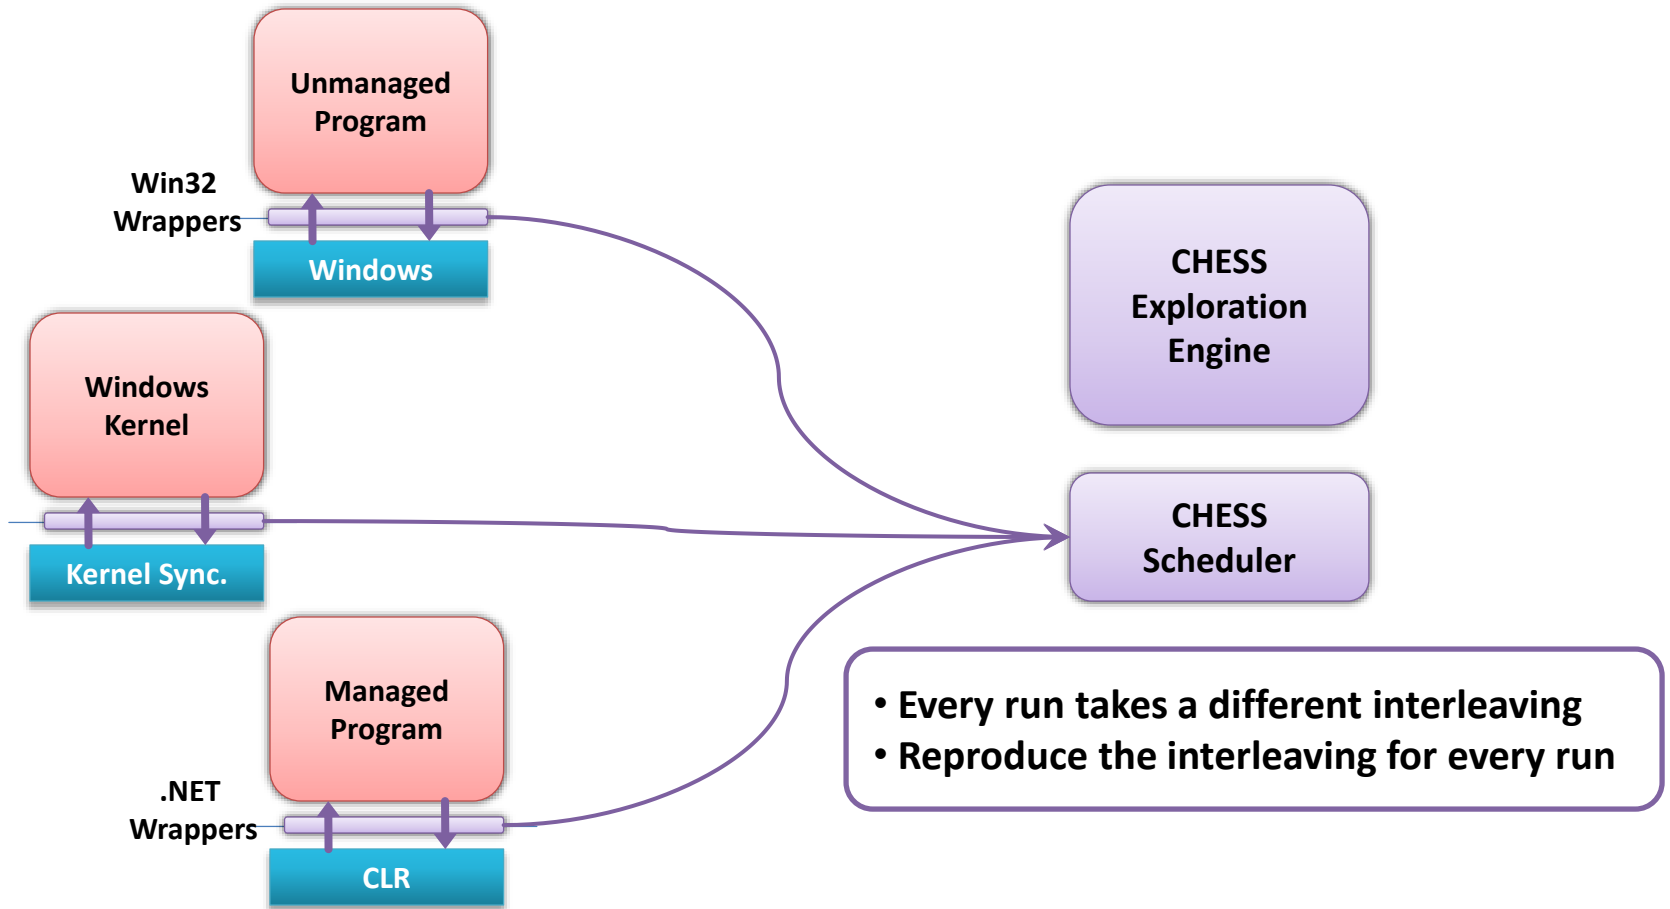 Unmanaged
Program
Win32
Wrappers
Windows
CHESS
Exploration
Engine
Windows
Kernel
Kernel Sync.
CHESS
Scheduler
Managed
Program
.NET
Wrappers
CLR
• Every run takes a different interleaving
• Reproduce the interleaving for every run